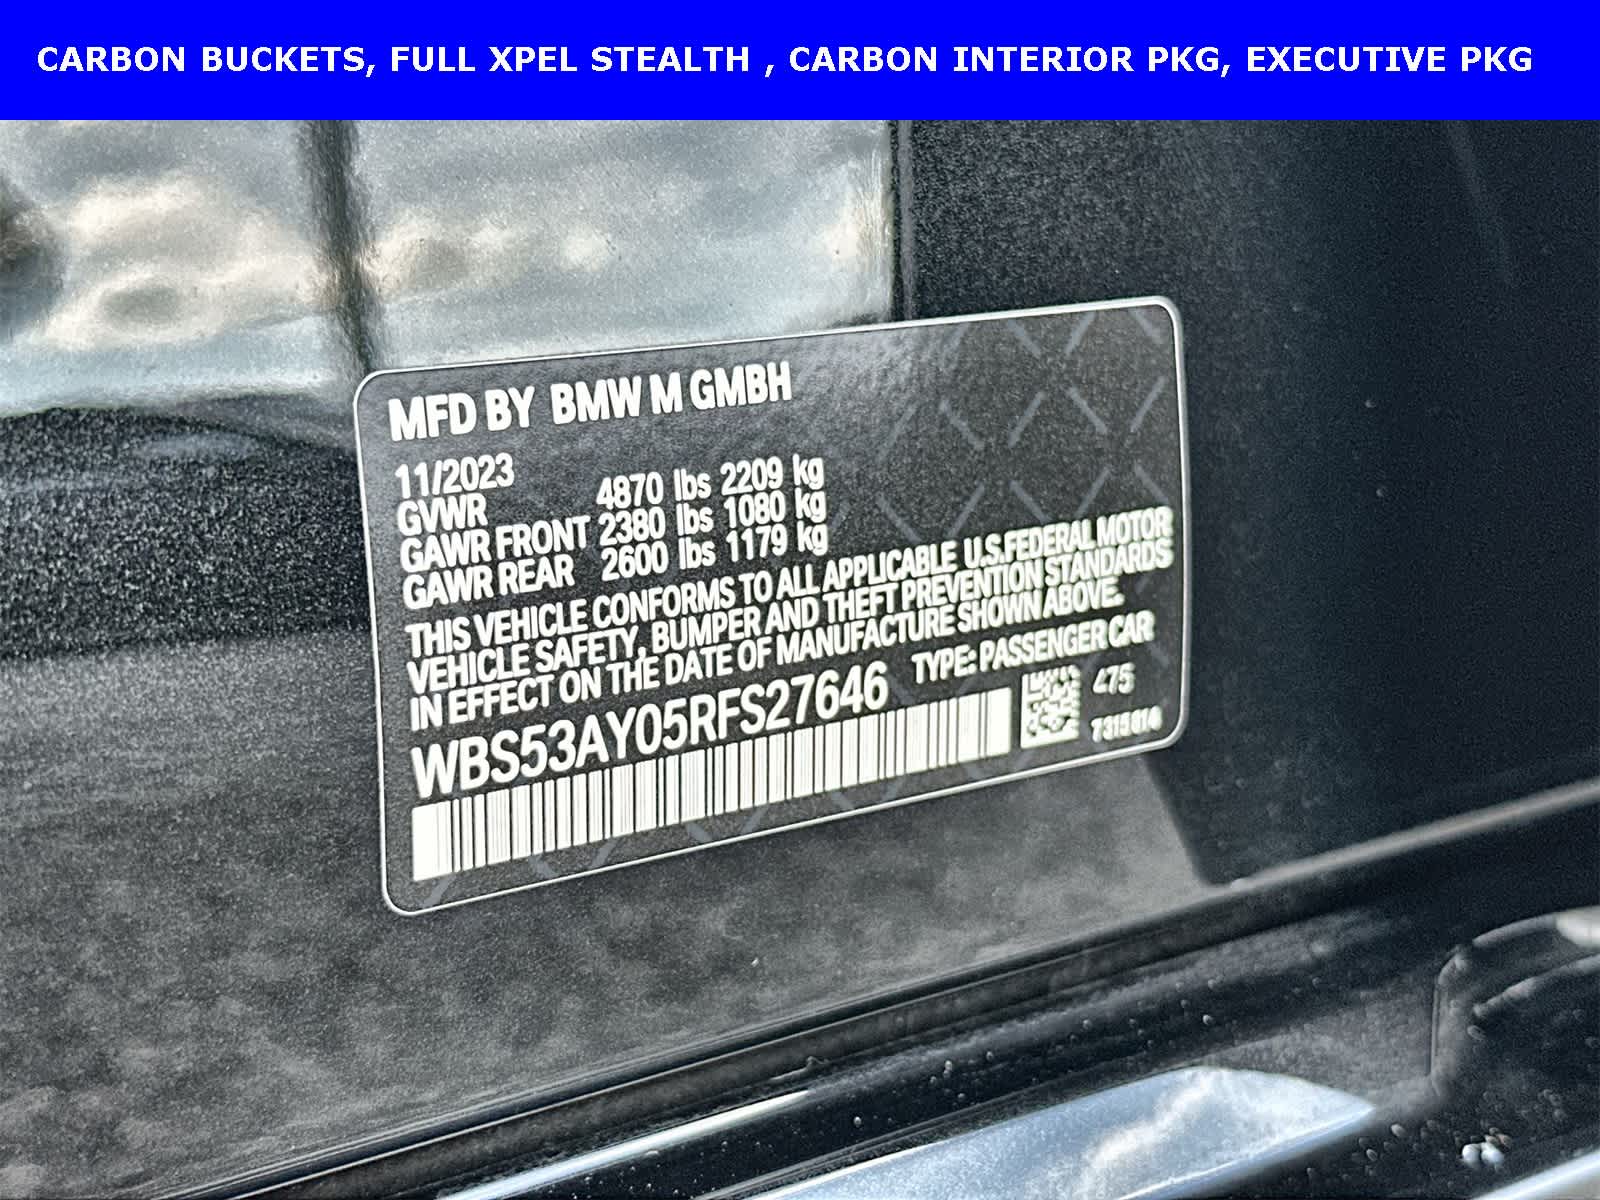 CARBON BUCKETS, FULL XPEL STEALTH , CARBON INTERIOR PKG, EXECUTIVE PKG
MFD BY BMW M GMBH
11/2023
GVWR 4870 lbs 2209 kg
GAWR FRONT 2380 lbs 1080 kg
GAWR REAR 2600 lbs 1179 kg
THIS VEHICLE CONFORMS TO ALL APPLICABLE U.S.FEDERAL MOTOR
VEHICLE SAFETY, BUMPER AND THEFT PREVENTION STANDARDS
IN EFFECT ON THE DATE OF MANUFACTURE SHOWN ABOVE.
WBS53AY05RFS27646 TYPE: PASSENGER CAR
475